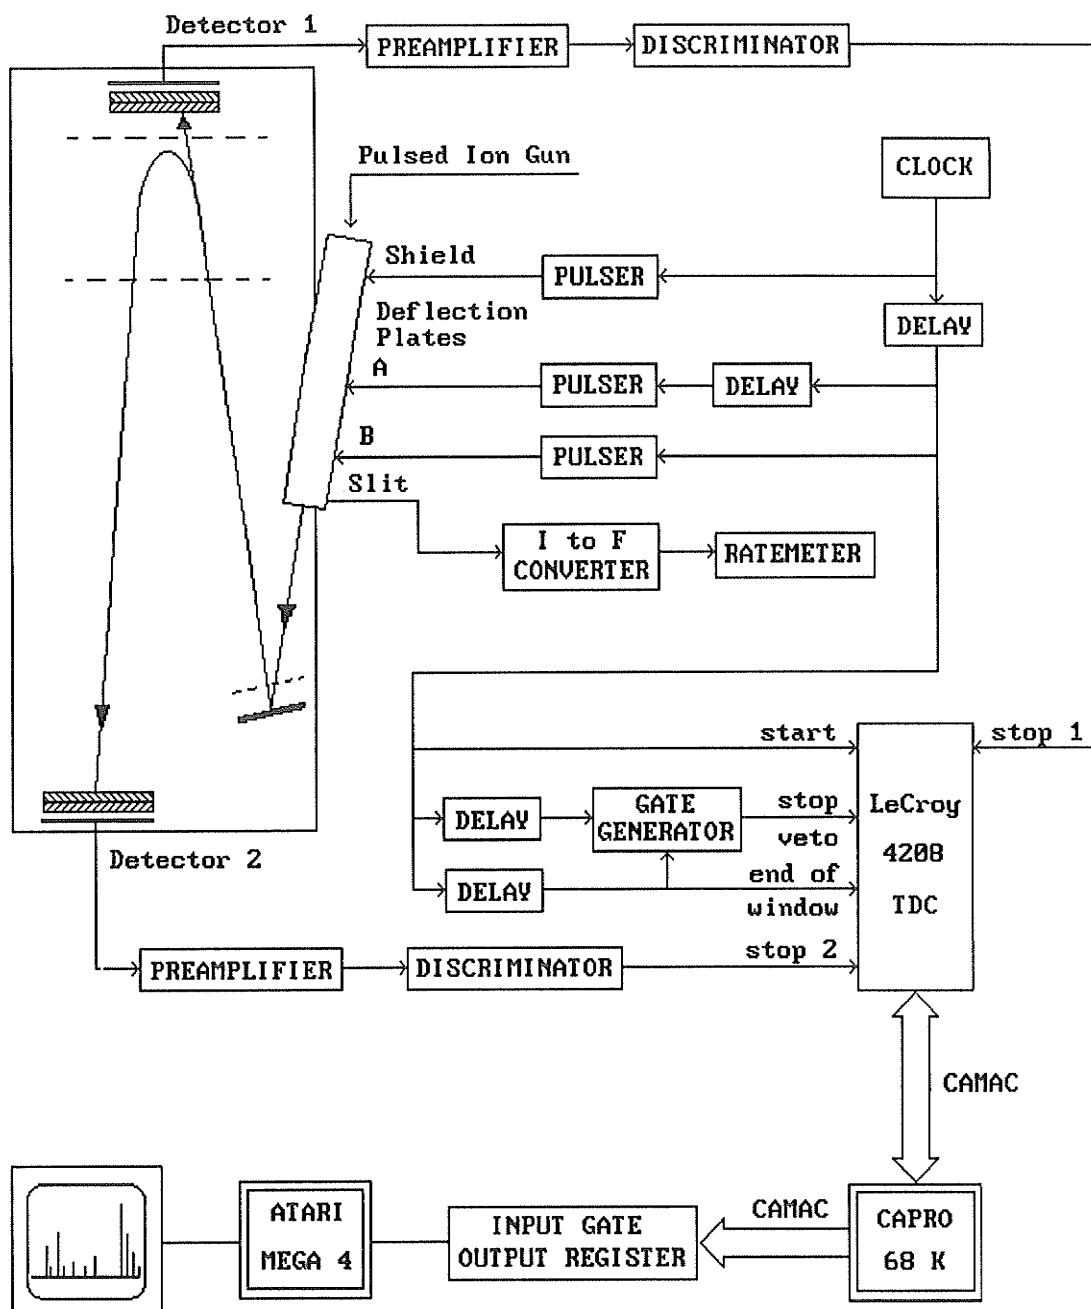 Detector 1
PREAMPLIFIER
DISCRIMINATOR
Pulsed Ion Gun
CLOCK
Shield
PULSER
Deflection
Plates
DELAY
A
PULSER
DELAY
B
PULSER
Slit
I to F
CONVERTER
RATEMETER
start
stop 1
DELAY
GATE
GENERATOR
stop
veto
LeCroy
4208
TDC
Detector 2
DELAY
end of
window
PREAMPLIFIER
DISCRIMINATOR
stop 2
CAMAC
ATARI
MEGA 4
INPUT GATE
OUTPUT REGISTER
CAMAC
CAPRO
68 K